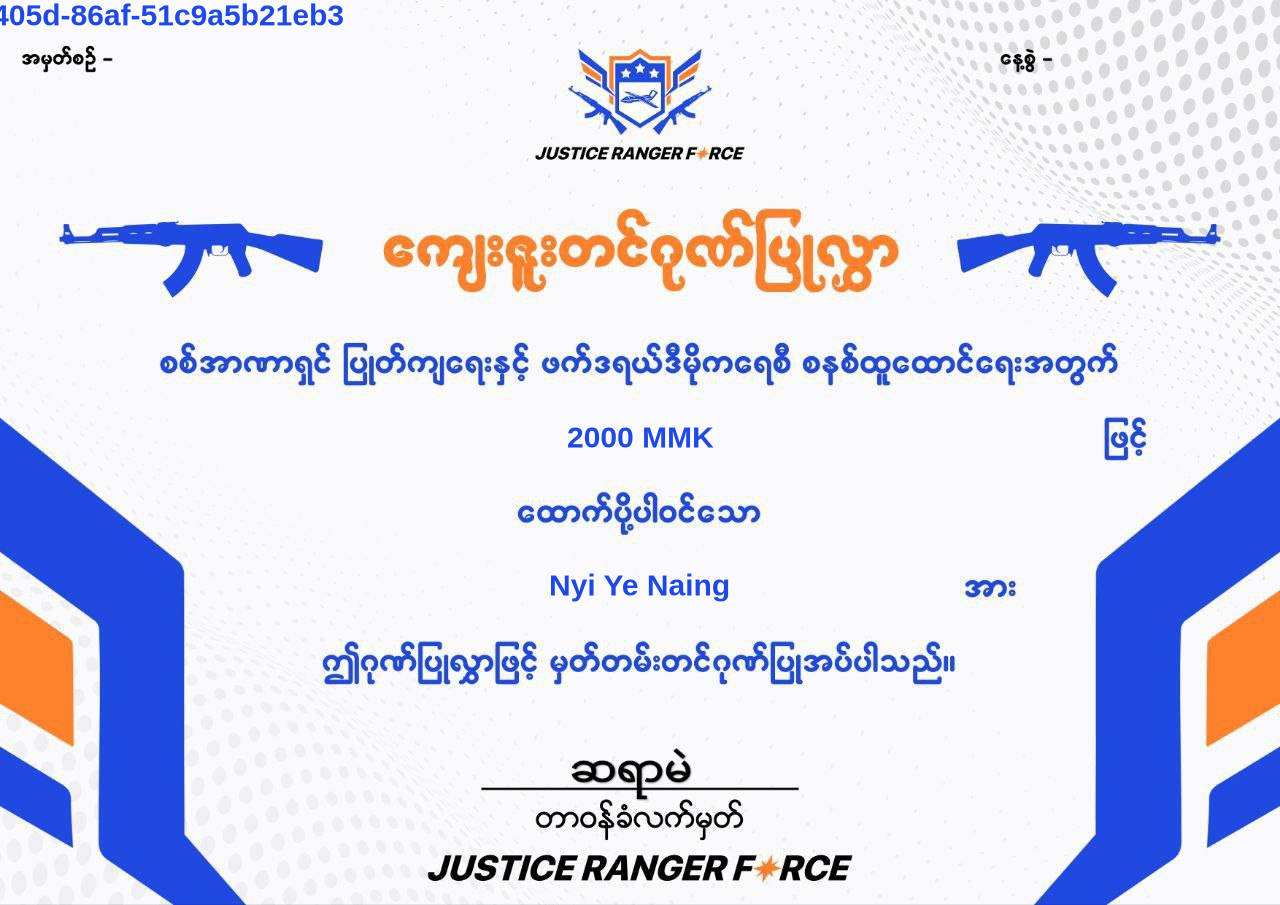 405d-86af-51c9a5b21eb3
အမှတ်စဉ် –
နေ့စွဲ –
JUSTICE RANGER FORCE
ကျေးဇူးတင်ဂုဏ်ပြုလွှာ
စစ်အာဏာရှင် ပြုတ်ကျရေးနှင့် ဖက်ဒရယ်ဒီမိုကရေစီ စနစ်ထူထောင်ရေးအတွက်
2000 MMK ဖြင့်
ထောက်ပို့ပါဝင်သော
Nyi Ye Naing အား
ဤဂုဏ်ပြုလွှာဖြင့် မှတ်တမ်းတင်ဂုဏ်ပြုအပ်ပါသည်။
ဆရာမဲ
တာဝန်ခံလက်မှတ်
JUSTICE RANGER FORCE